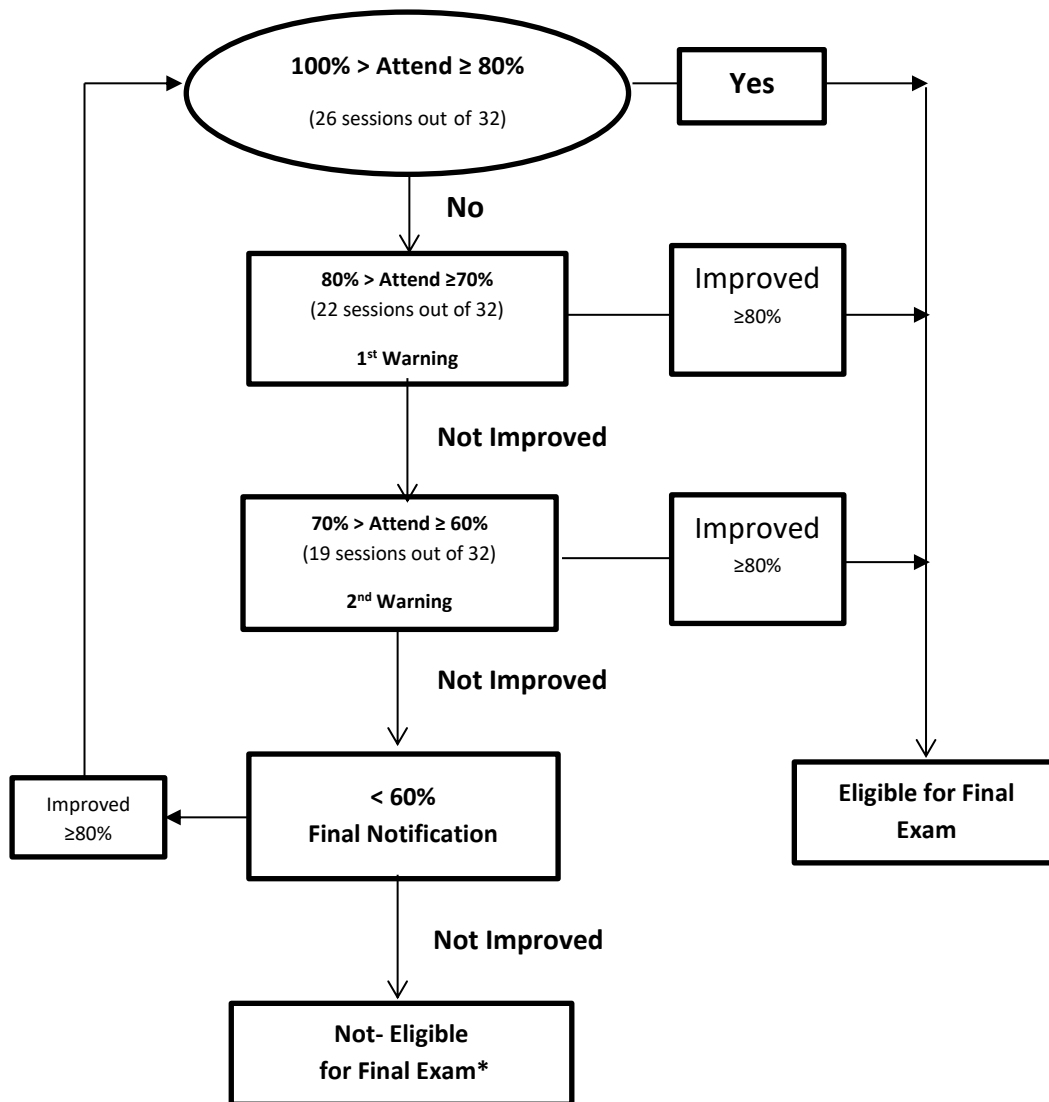 100% > Attend ≥ 80%
(26 sessions out of 32)
Yes
No
80% > Attend ≥70%
(22 sessions out of 32)
1st Warning
Improved
≥80%
Not Improved
70% > Attend ≥ 60%
(19 sessions out of 32)
2nd Warning
Improved
≥80%
Not Improved
Improved
≥80%
< 60%
Final Notification
Eligible for Final
Exam
Not Improved
Not- Eligible
for Final Exam*